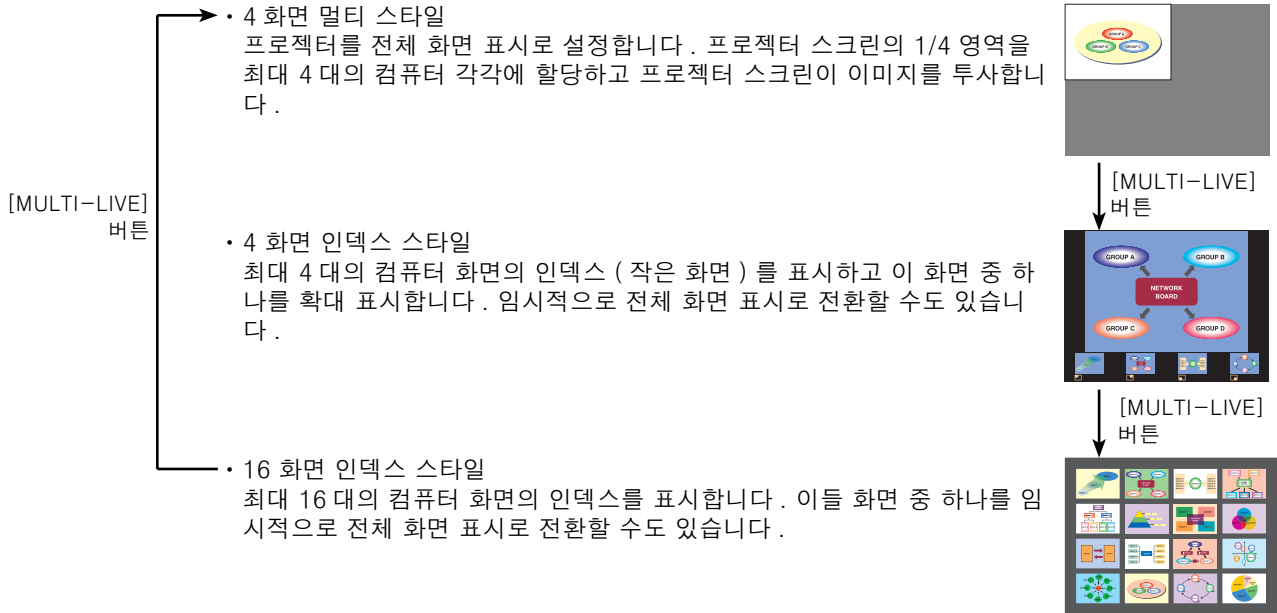 ・4 화면 멀티 스타일
프로젝터를 전체 화면 표시로 설정합니다 . 프로젝터 스크린의 1/4 영역을
최대 4 대의 컴퓨터 각각에 할당하고 프로젝터 스크린이 이미지를 투사합니
다 .
GROUP A
GROUP B
GROUP C
[MULTI-LIVE]
버튼
[MULTI-LIVE]
버튼
・4 화면 인덱스 스타일
최대 4 대의 컴퓨터 화면의 인덱스 ( 작은 화면 ) 를 표시하고 이 화면 중 하
나를 확대 표시합니다 . 임시적으로 전체 화면 표시로 전환할 수도 있습니
다 .
GROUP A
GROUP B
NETWORK
BOARD
GROUP C
GROUP D
[MULTI-LIVE]
버튼
・16 화면 인덱스 스타일
최대 16 대의 컴퓨터 화면의 인덱스를 표시합니다 . 이들 화면 중 하나를 임
시적으로 전체 화면 표시로 전환할 수도 있습니다 .